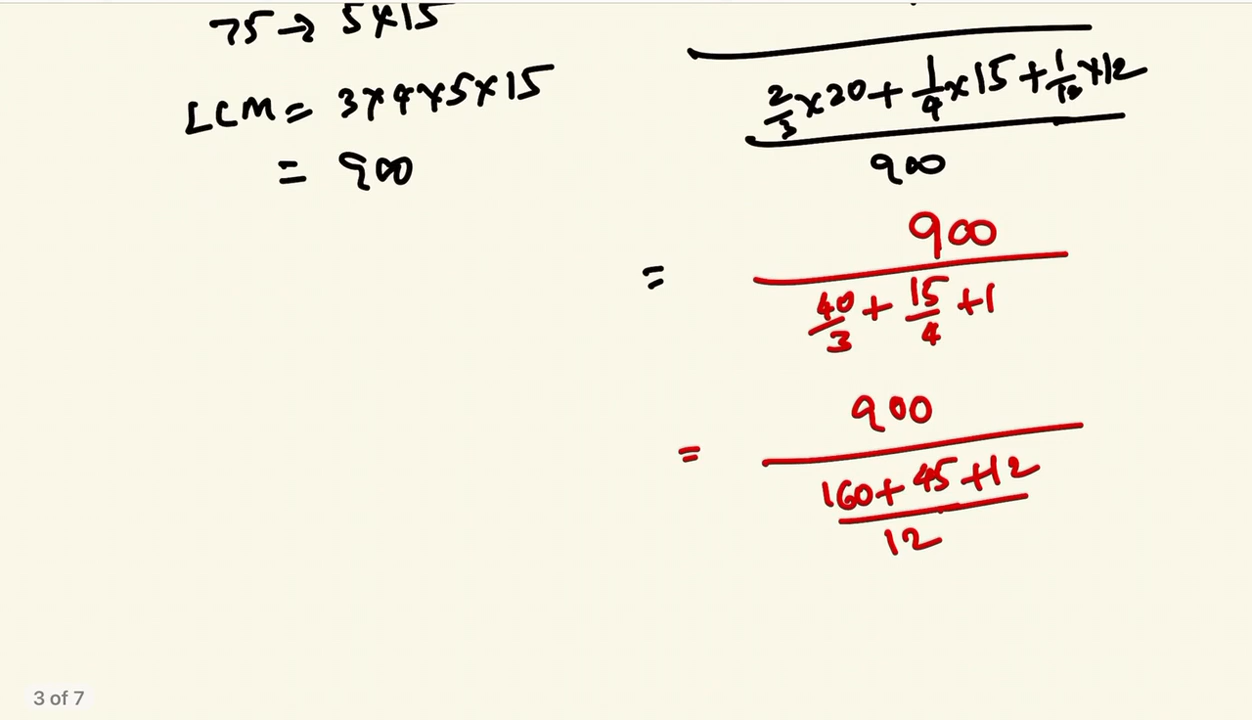 75 → 5×15
LCM = 3×4×5×15
= 900
2/3 ×20 + 1/4 ×15 + 1/12 ×12
900
= 900
40/3 + 15/4 + 1
= 900
160 + 45 + 12
12
3 of 7